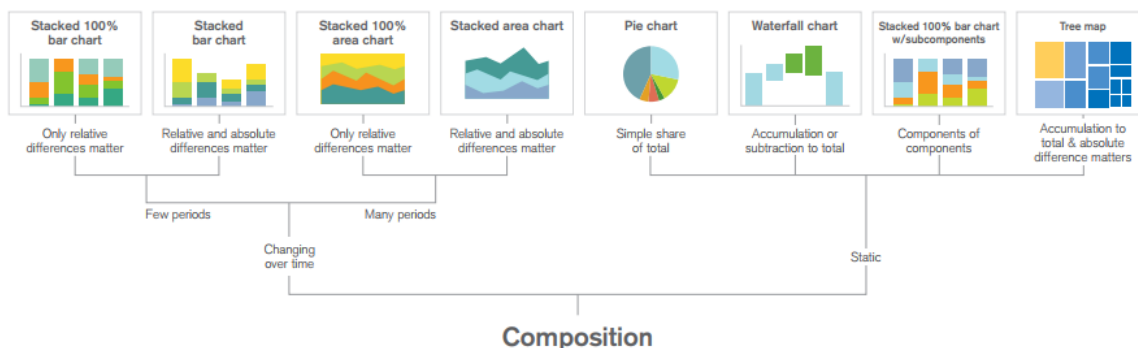 Stacked 100%
bar chart
Stacked
bar chart
Stacked 100%
area chart
Stacked area chart
Pie chart
Waterfall chart
Stacked 100% bar chart
w/subcomponents
Tree map
Only relative
differences matter
Relative and absolute
differences matter
Only relative
differences matter
Relative and absolute
differences matter
Simple share
of total
Accumulation or
subtraction to total
Components of
components
Accumulation to
total & absolute
difference matters
Few periods
Many periods
Changing
over time
Static
Composition